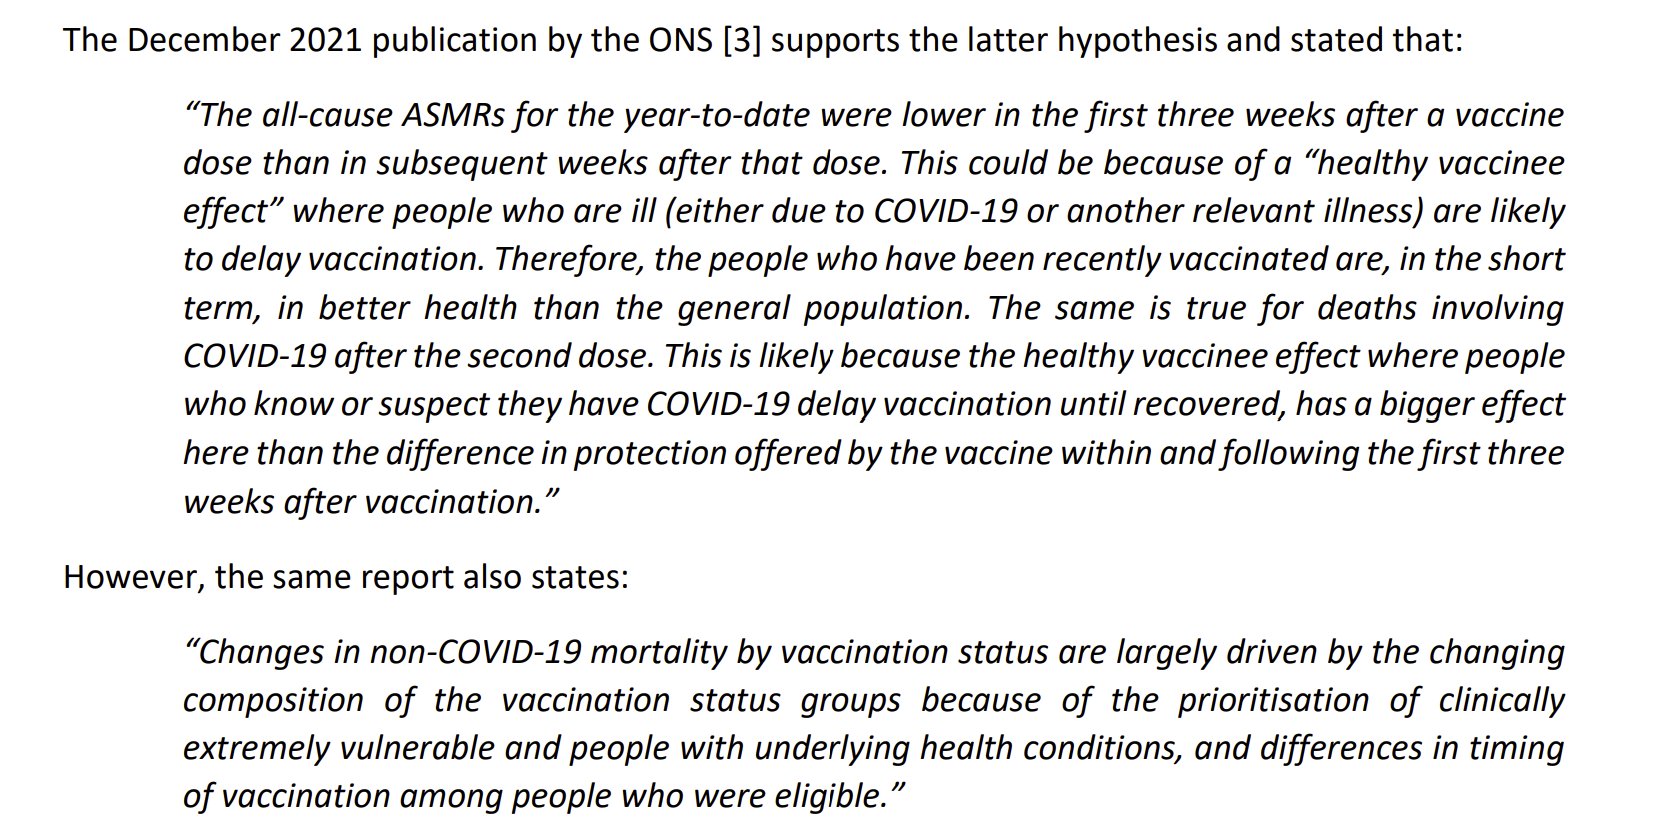 The December 2021 publication by the ONS [3] supports the latter hypothesis and stated that:
“The all-cause ASMRs for the year-to-date were lower in the first three weeks after a vaccine
dose than in subsequent weeks after that dose. This could be because of a “healthy vaccinee
effect” where people who are ill (either due to COVID-19 or another relevant illness) are likely
to delay vaccination. Therefore, the people who have been recently vaccinated are, in the short
term, in better health than the general population. The same is true for deaths involving
COVID-19 after the second dose. This is likely because the healthy vaccinee effect where people
who know or suspect they have COVID-19 delay vaccination until recovered, has a bigger effect
here than the difference in protection offered by the vaccine within and following the first three
weeks after vaccination.”
However, the same report also states:
“Changes in non-COVID-19 mortality by vaccination status are largely driven by the changing
composition of the vaccination status groups because of the prioritisation of clinically
extremely vulnerable and people with underlying health conditions, and differences in timing
of vaccination among people who were eligible.”